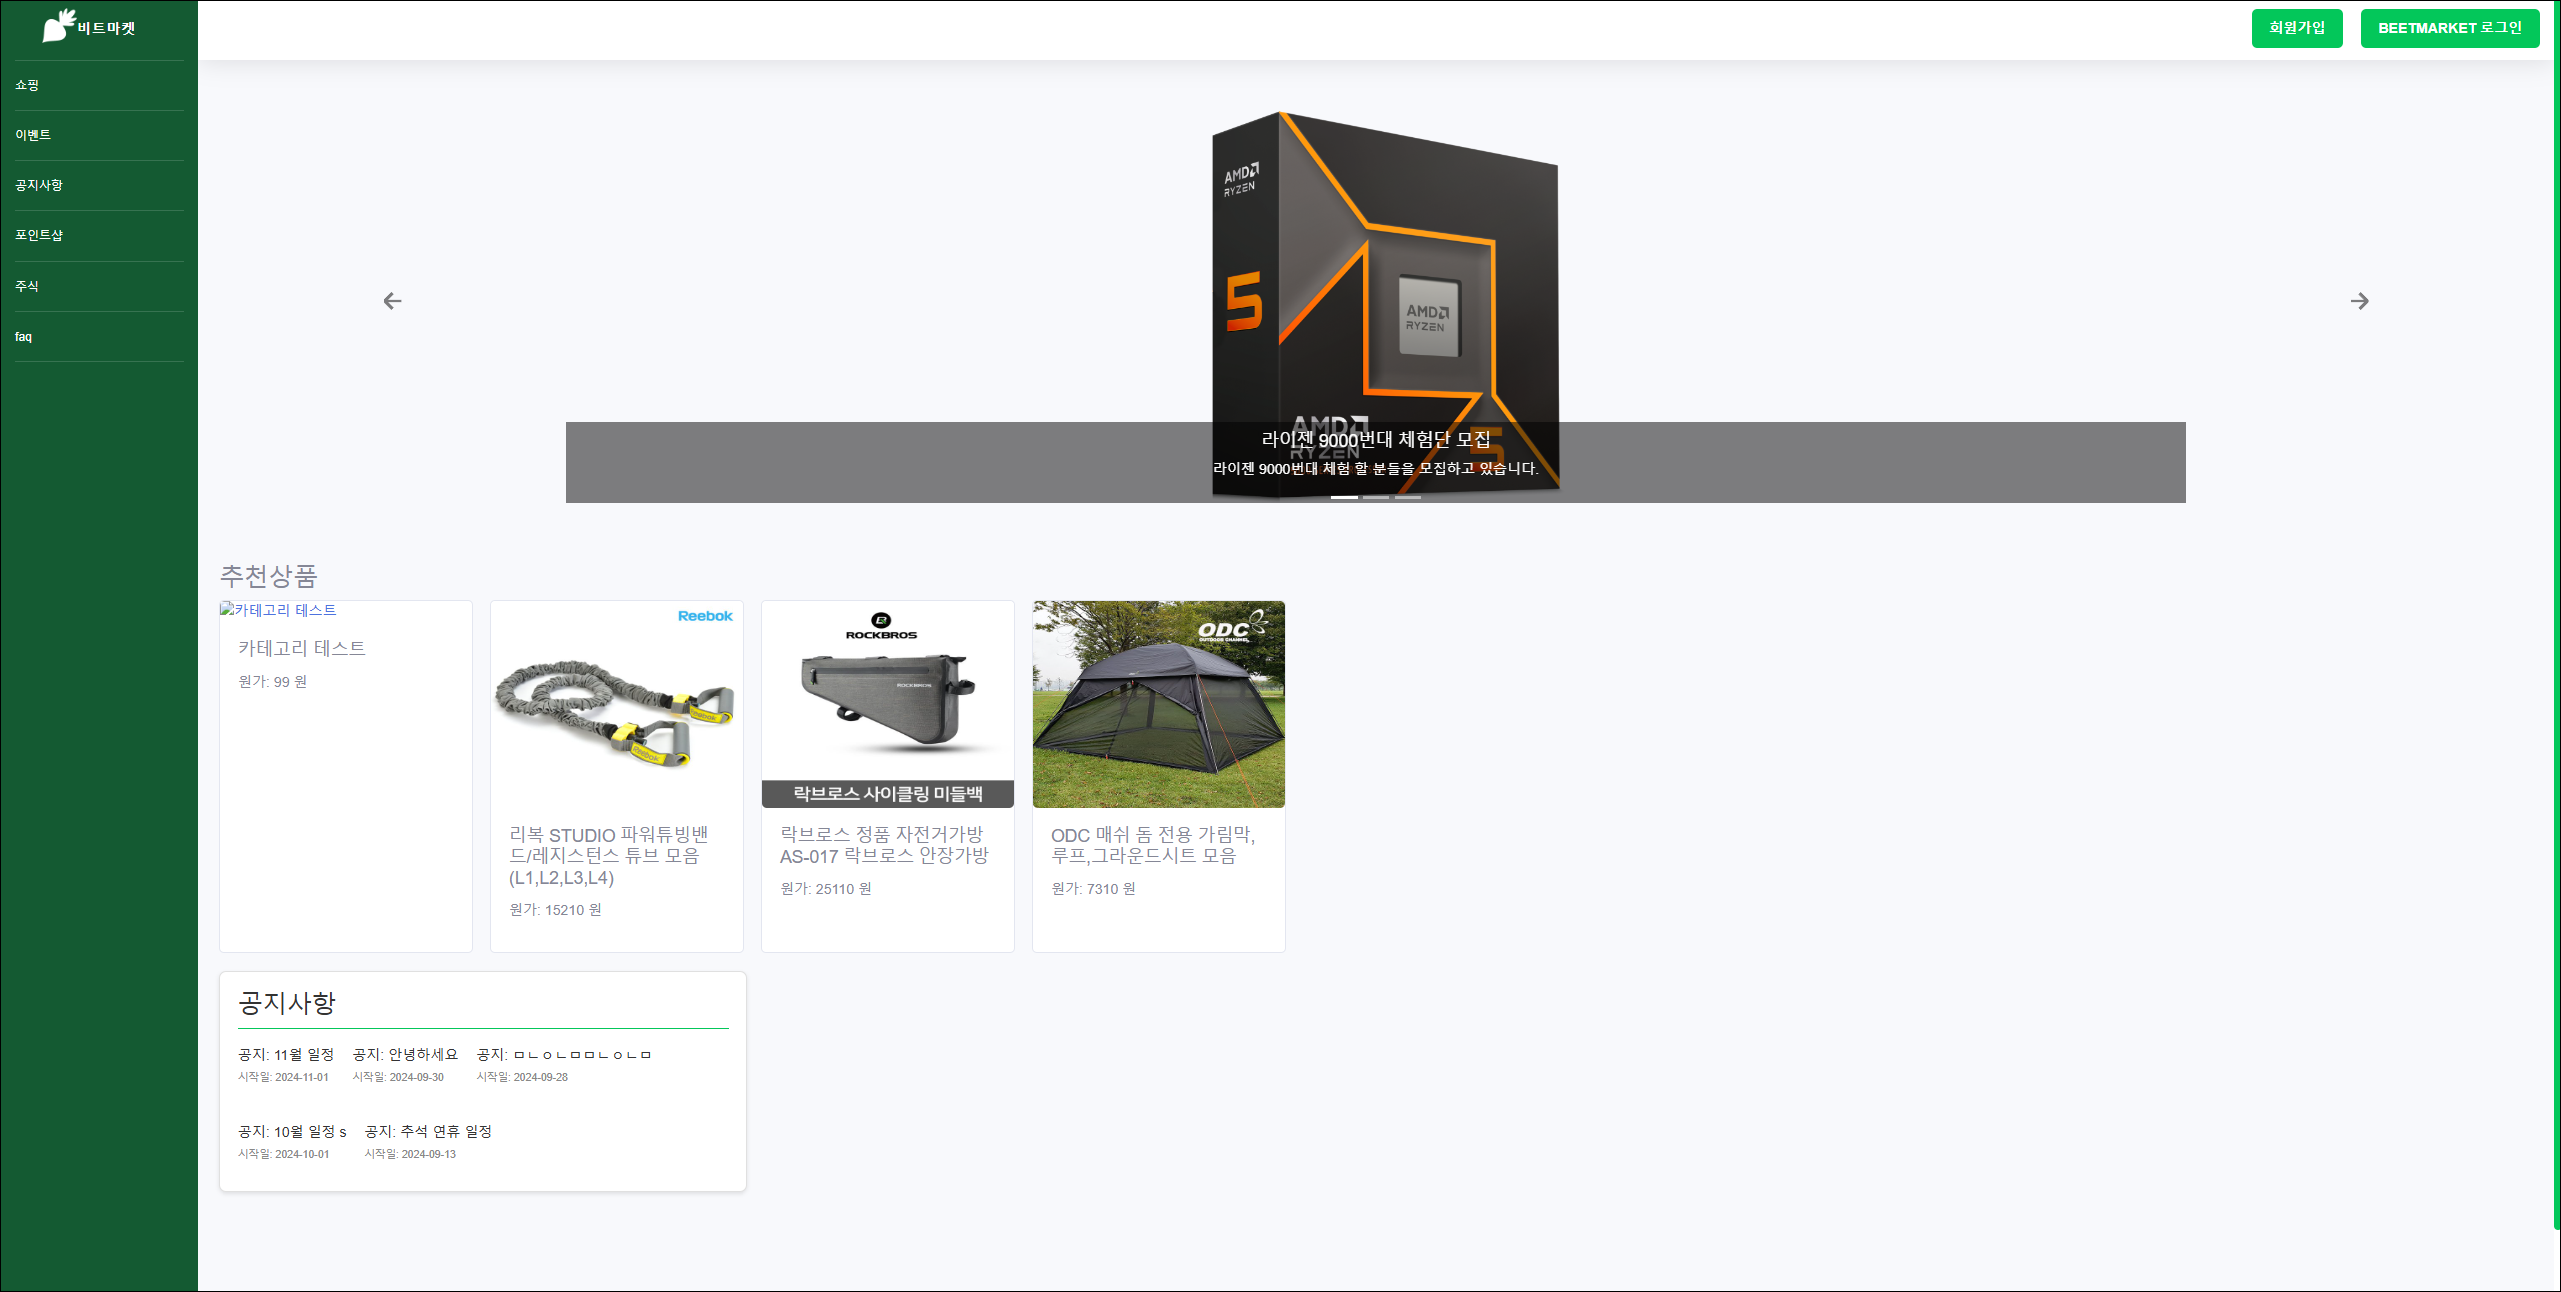 비트마켓
회원가입
BEETMARKET 로그인
쇼핑
이벤트
공지사항
포인트샵
주식
faq
AMD
RYZEN
5
AMD
RYZEN
AMD
RYZEN
5
라이젠 9000번대 체험단 모집
라이젠 9000번대 체험 할 분들을 모집하고 있습니다.
추천상품
카테고리 테스트
카테고리 테스트
원가: 99 원
Reebok
Reebok
Reebok
리복 STUDIO 파워튜빙밴
드/레지스턴스 튜브 모음
(L1,L2,L3,L4)
원가: 15210 원
ROCKBROS
ROCKBROS
락브로스 사이클링 미들백
락브로스 정품 자전거가방
AS-017 락브로스 안장가방
원가: 25110 원
ODC
OUTDOOR CHANNEL
ODC 매쉬 돔 전용 가림막,
루프,그라운드시트 모음
원가: 7310 원
공지사항
공지: 11월 일정
시작일: 2024-11-01
공지: 안녕하세요
시작일: 2024-09-30
공지: ㅁㄴㅇㄴㅁㅁㄴㅇㄴㅁ
시작일: 2024-09-28
공지: 10월 일정 s
시작일: 2024-10-01
공지: 추석 연휴 일정
시작일: 2024-09-13